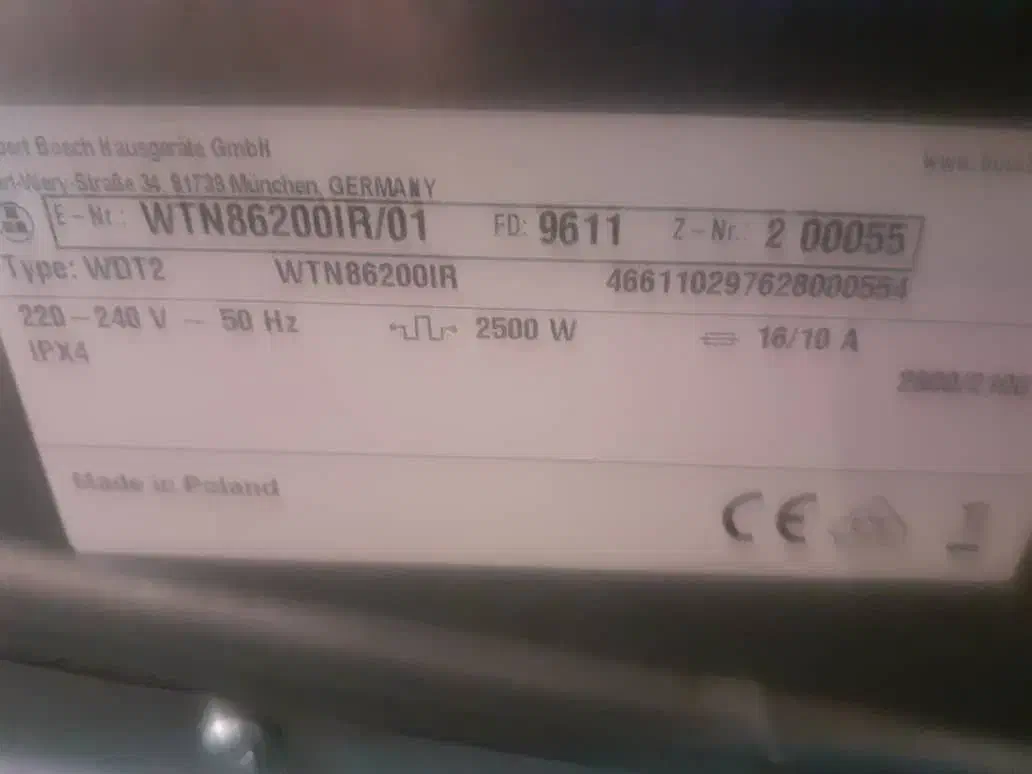 Bosch Hausgeräte GmbH
-Wery-Straße 34, 81739 München, GERMANY
E-Nr.: WTN86200IR/01 FD: 9611 Z-Nr.: 2 00055
Type: WDT2 WTN86200IR 466110297628000554
220-240 V ~ 50 Hz 2500 W 16/10 A
IPX4
Made in Poland
CE